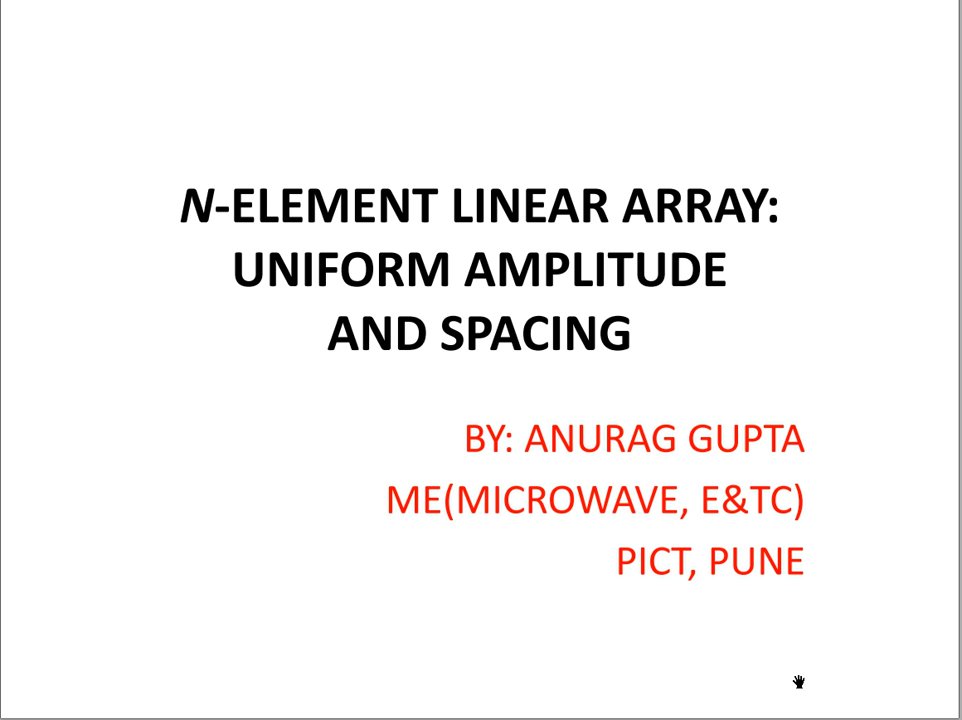 N-ELEMENT LINEAR ARRAY:
UNIFORM AMPLITUDE
AND SPACING
BY: ANURAG GUPTA
ME(MICROWAVE, E&TC)
PICT, PUNE